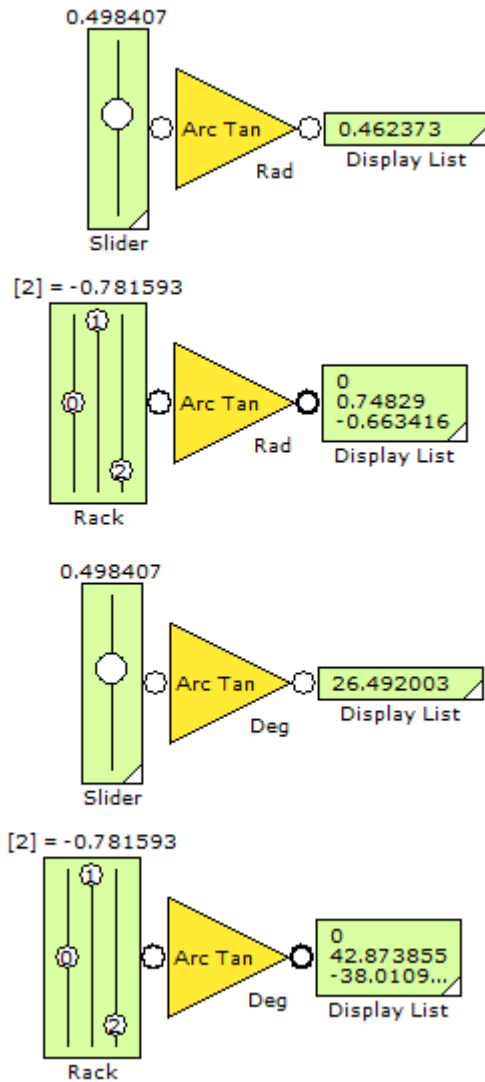 0.498407
Arc Tan
0.462373
Rad
Display List
Slider
[2] = -0.781593
1
0
Arc Tan
2
0
0.74829
-0.663416
Rad
Display List
Rack
0.498407
Arc Tan
26.492003
Deg
Display List
Slider
[2] = -0.781593
1
0
Arc Tan
2
0
42.873855
-38.0109...
Deg
Display List
Rack